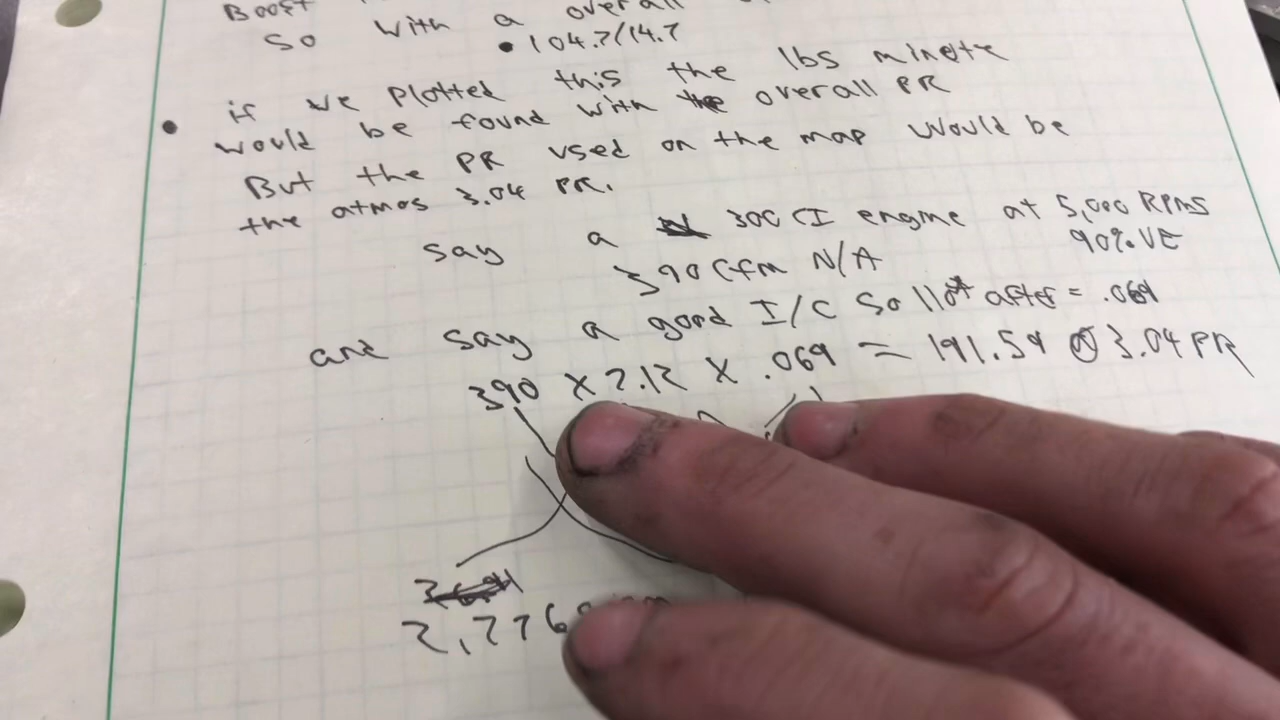 Boost
So with a overall
• 104.7/14.7
• if we plotted this the lbs minute
would be found with the overall PR
But the PR used on the map would be
the atmos 3.04 PR.
say a 300 CI engine at 5,000 RPMS
390 Cfm N/A 90% VE
and say a good I/C so 110° after = .069
390 x 7.12 x .069 = 191.59 @ 3.04 PR
2,776